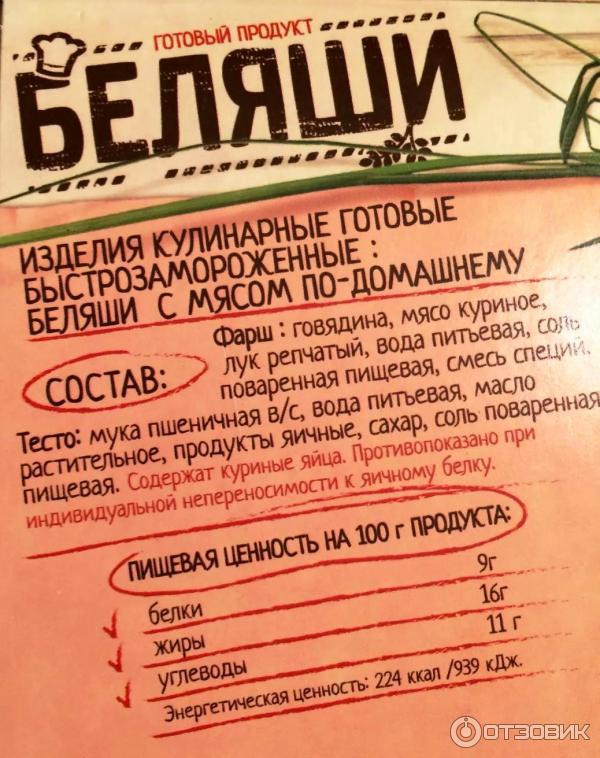 ГОТОВЫЙ ПРОДУКТ
БЕЛЯШИ
ИЗДЕЛИЯ КУЛИНАРНЫЕ ГОТОВЫЕ
БЫСТРОЗАМОРОЖЕННЫЕ :
БЕЛЯШИ С МЯСОМ ПО-ДОМАШНЕМУ
СОСТАВ:
Фарш : говядина, мясо куриное,
лук репчатый, вода питьевая, соль
поваренная пищевая, смесь специй.
Тесто: мука пшеничная в/с, вода питьевая, масло
растительное, продукты яичные, сахар, соль поваренная
пищевая. Содержат куриные яйца. Противопоказано при
индивидуальной непереносимости к яичному белку.
ПИЩЕВАЯ ЦЕННОСТЬ НА 100 г ПРОДУКТА:
белки 9г
жиры 16г
углеводы 11 г
Энергетическая ценность: 224 ккал /939 кДж.
ОТЗОВИК